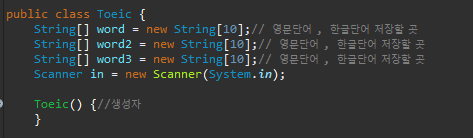 public class Toeic {
String[] word = new String[10];// 영문단어 , 한글단어 저장할 곳
String[] word2 = new String[10];// 영문단어 , 한글단어 저장할 곳
String[] word3 = new String[10];// 영문단어 , 한글단어 저장할 곳
Scanner in = new Scanner(System.in);
Toeic() {//생성자
}